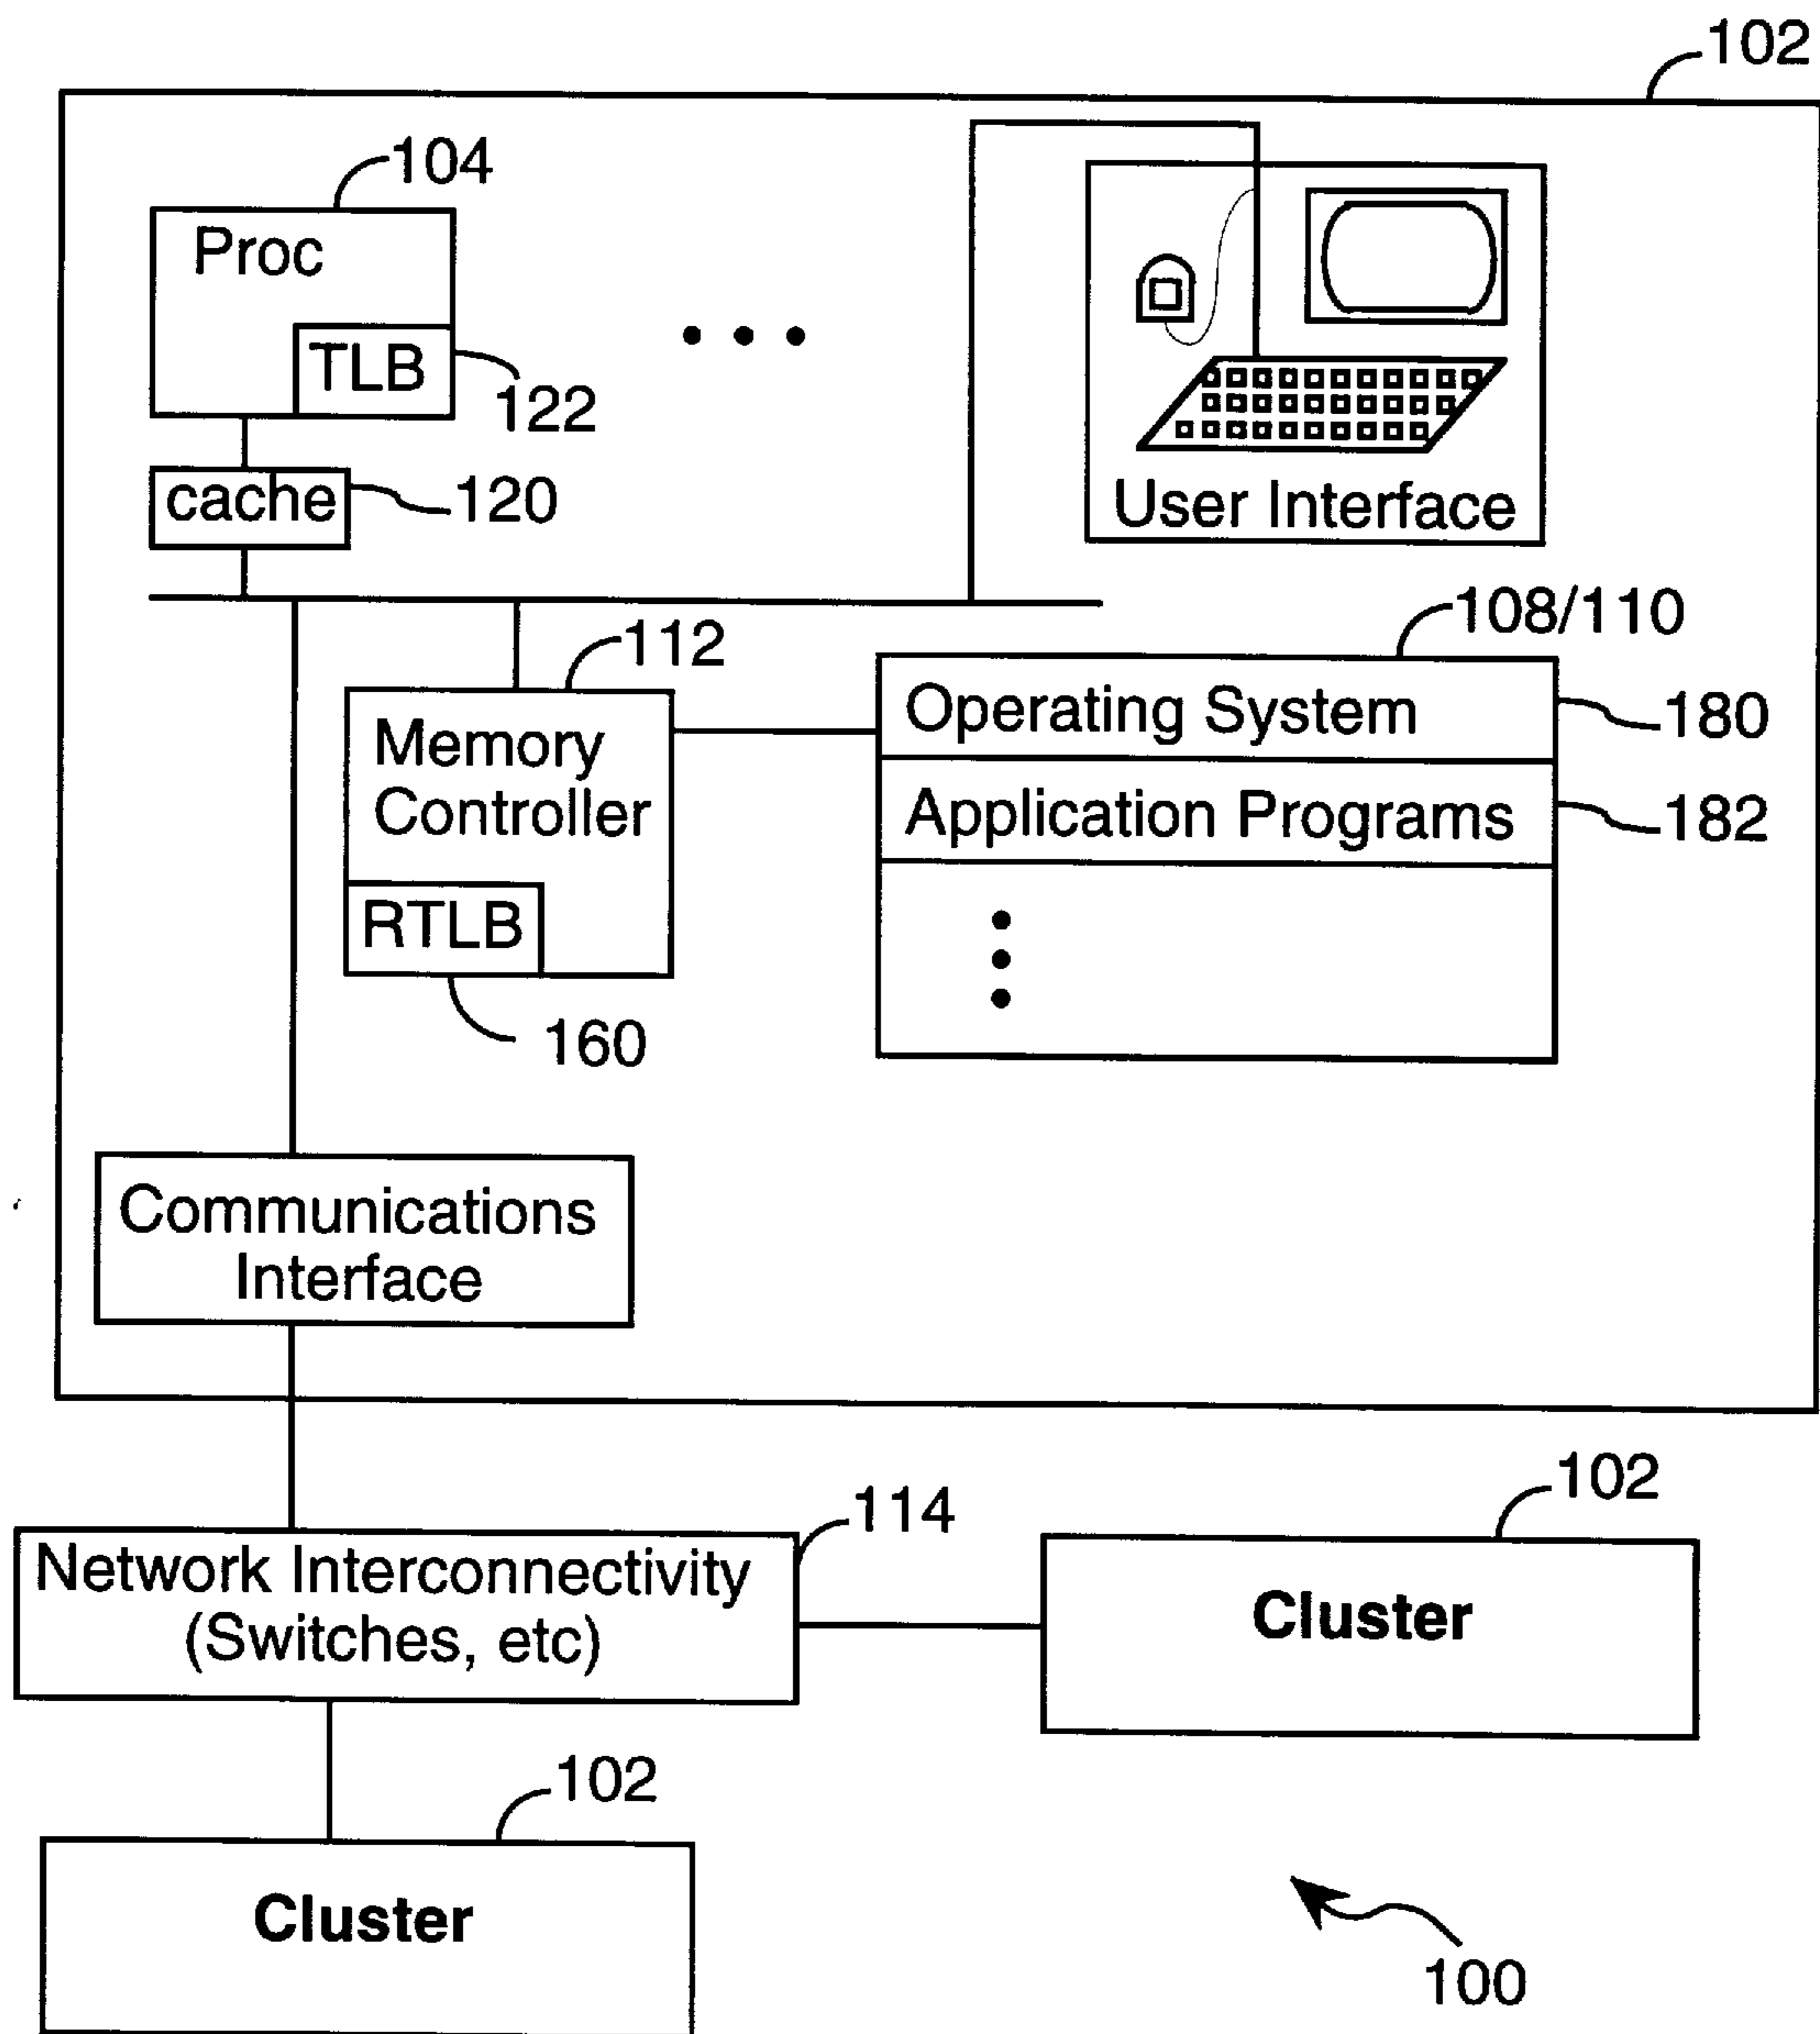 102
104
Proc
TLB
122
cache
120
User Interface
108/110
112
Memory
Controller
RTLB
160
Operating System
180
Application Programs
182
Communications
Interface
114
Network Interconnectivity
(Switches, etc)
102
Cluster
102
Cluster
100